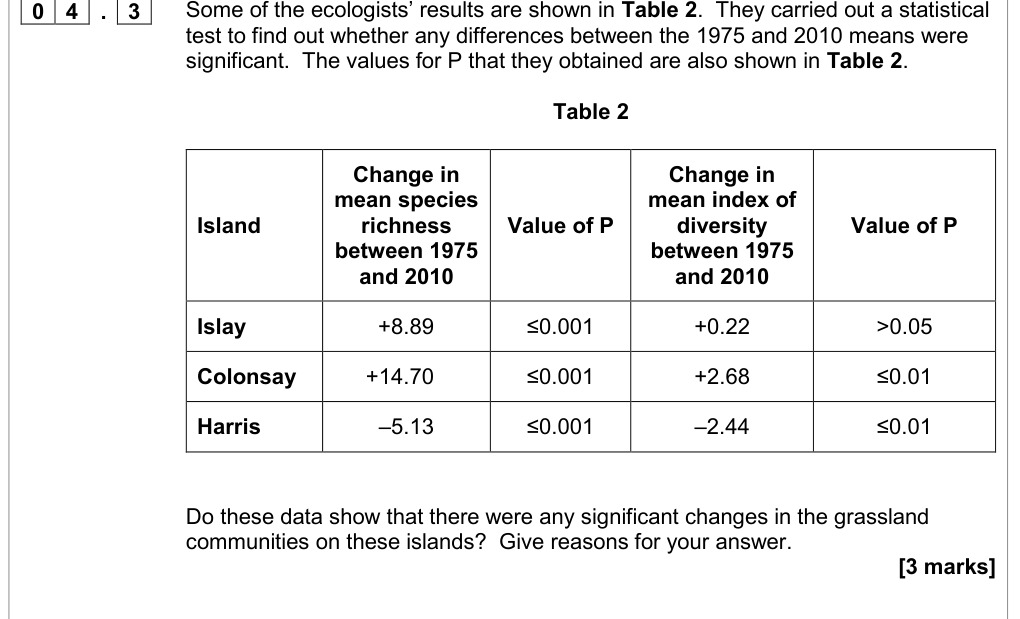 0 4 . 3 Some of the ecologists’ results are shown in Table 2. They carried out a statistical
test to find out whether any differences between the 1975 and 2010 means were
significant. The values for P that they obtained are also shown in Table 2.
Table 2
Island
Change in
mean species
richness
between 1975
and 2010
Value of P
Change in
mean index of
diversity
between 1975
and 2010
Value of P
Islay +8.89 ≤0.001 +0.22 >0.05
Colonsay +14.70 ≤0.001 +2.68 ≤0.01
Harris –5.13 ≤0.001 –2.44 ≤0.01
Do these data show that there were any significant changes in the grassland
communities on these islands? Give reasons for your answer.
[3 marks]